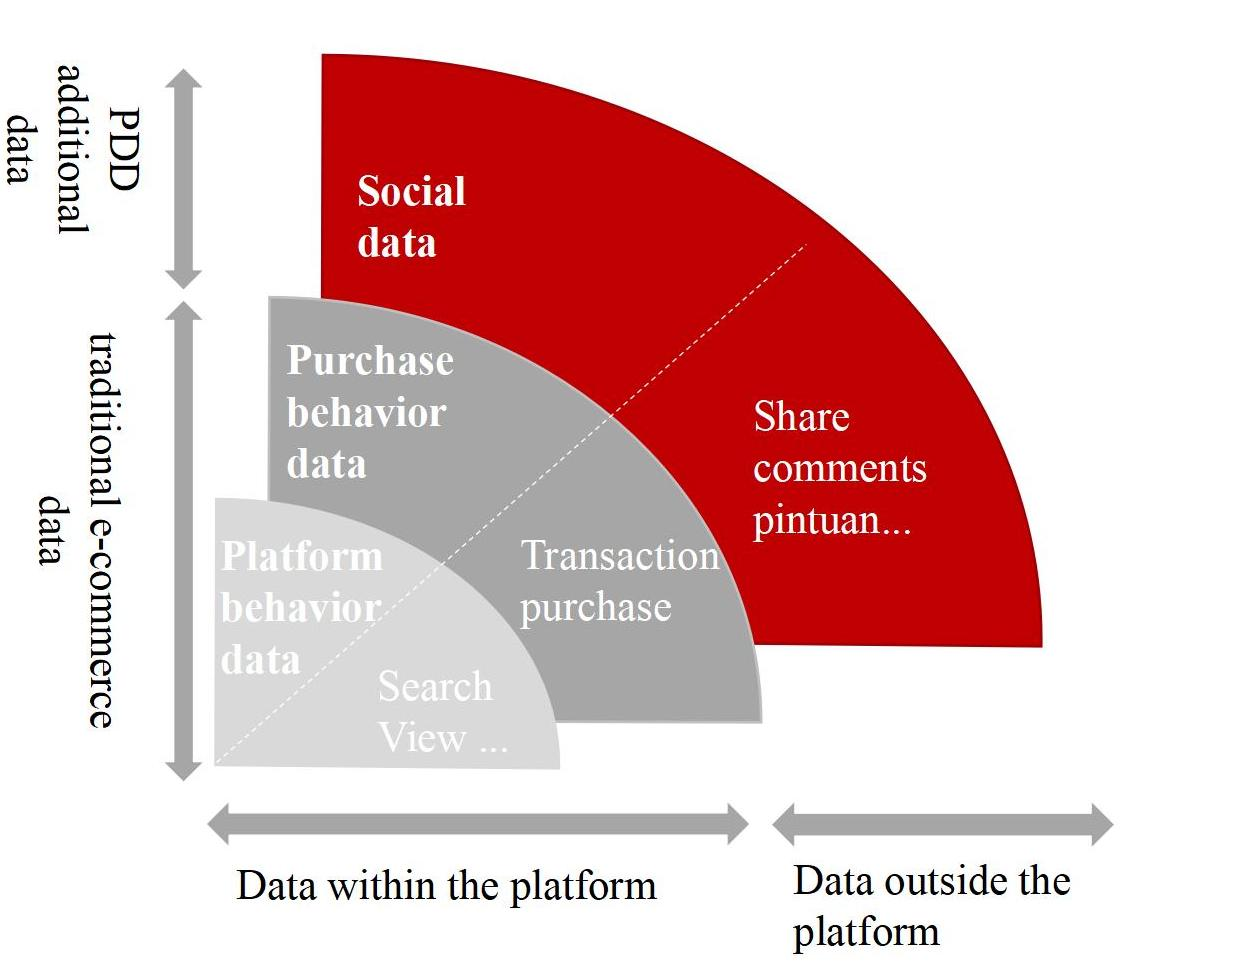 PDD
additional
data
Social
data
Share
comments
pintuan...
traditional e-commerce
data
Purchase
behavior
data
Transaction
purchase
Platform
behavior
data
Search
View ...
Data within the platform
Data outside the
platform